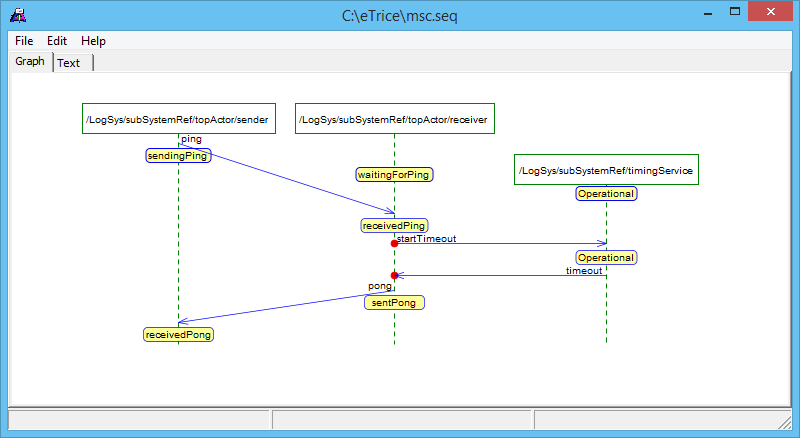 C:\eTrice\msc.seq
File Edit Help
Graph Text
/LogSys/subSystemRef/topActor/sender /LogSys/subSystemRef/topActor/receiver
ping
sendingPing
/LogSys/subSystemRef/timingService
waitingForPing
Operational
receivedPing
startTimeout
Operational
timeout
pong
sentPong
receivedPong